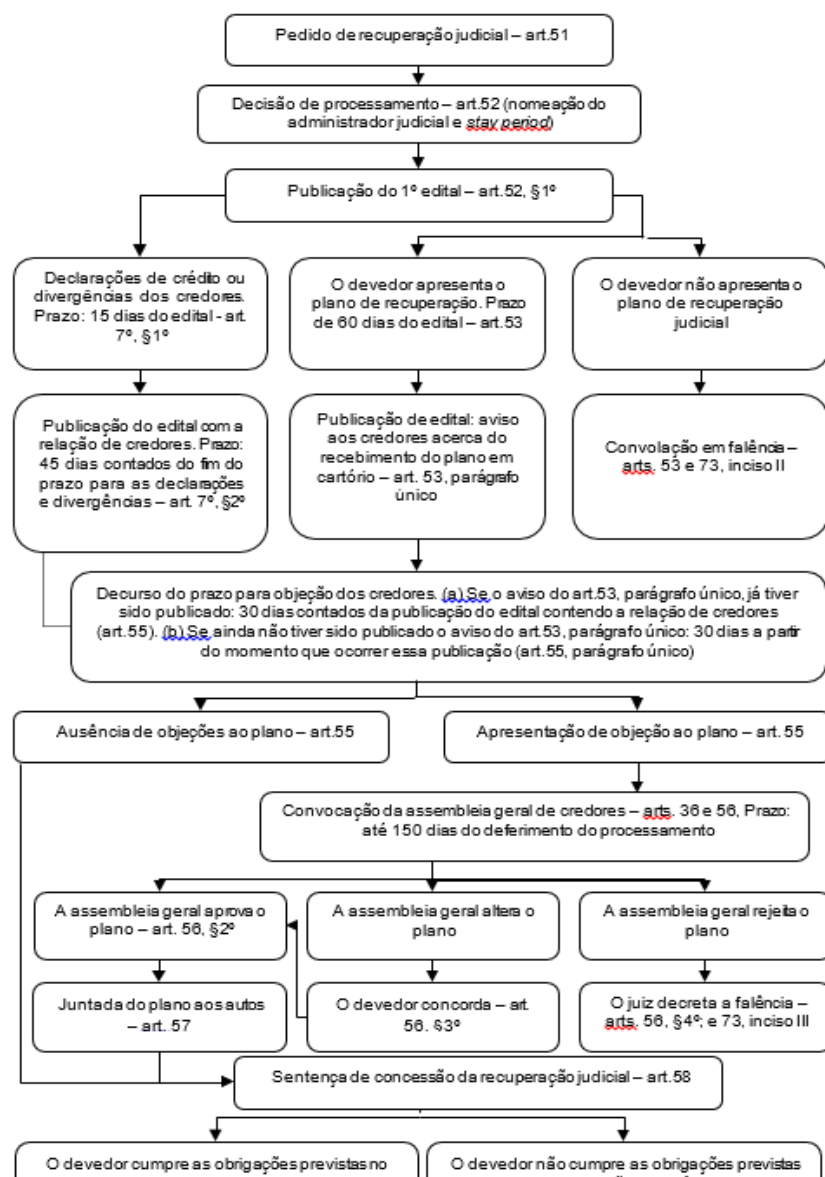 Pedido de recuperação judicial – art.51
Decisão de processamento – art.52 (nomeação do
administrador judicial e stay period)
Publicação do 1º edital – art.52, §1º
Declarações de crédito ou
divergências dos credores.
Prazo: 15 dias do edital - art.
7º, §1º
O devedor apresenta o
plano de recuperação. Prazo
de 60 dias do edital – art.53
O devedor não apresenta o
plano de recuperação
judicial
Publicação do edital com a
relação de credores. Prazo:
45 dias contados do fim do
prazo para as declarações
e divergências – art. 7º, §2º
Publicação de edital: aviso
aos credores acerca do
recebimento do plano em
cartório – art. 53, parágrafo
único
Convolação em falência –
arts. 53 e 73, inciso II
Decurso do prazo para objeção dos credores. (a) Se o aviso do art.53, parágrafo único, já tiver
sido publicado: 30 dias contados da publicação do edital contendo a relação de credores
(art.55). (b) Se ainda não tiver sido publicado o aviso do art.53, parágrafo único: 30 dias a partir
do momento que ocorrer essa publicação (art.55, parágrafo único)
Ausência de objeções ao plano – art.55
Apresentação de objeção ao plano – art. 55
Convocação da assembleia geral de credores – arts. 36 e 56, Prazo:
até 150 dias do deferimento do processamento
A assembleia geral aprova o
plano – art. 56, §2º
A assembleia geral altera o
plano
A assembleia geral rejeita o
plano
Juntada do plano aos autos
– art. 57
O devedor concorda – art.
56. §3º
O juiz decreta a falência –
arts. 56, §4º; e 73, inciso III
Sentença de concessão da recuperação judicial – art.58
O devedor cumpre as obrigações previstas no
O devedor não cumpre as obrigações previstas